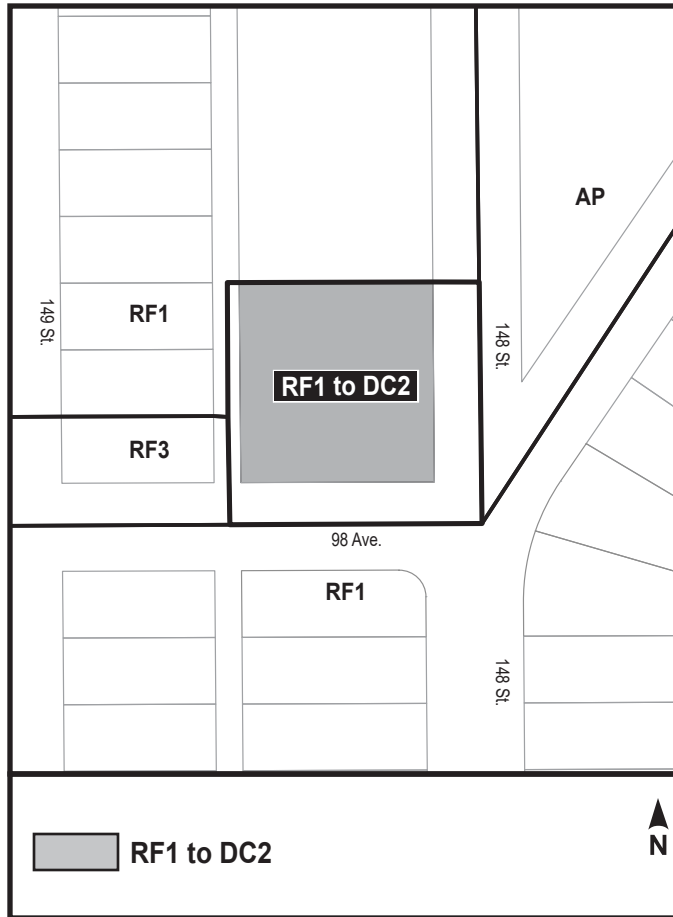 AP
149 St.
RF1
148 St.
RF1 to DC2
RF3
98 Ave.
RF1
148 St.
RF1 to DC2
N